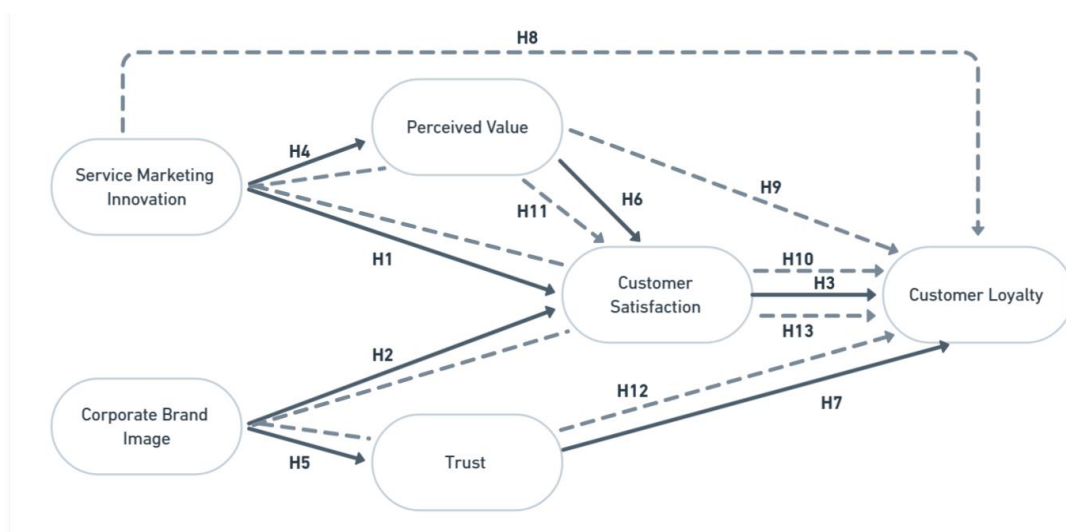 H8
Perceived Value
H4
Service Marketing
Innovation
H9
H6
H11
H1
H10
Customer
Satisfaction
H3
Customer Loyalty
H13
H2
H12
Corporate Brand
Image
H7
H5
Trust